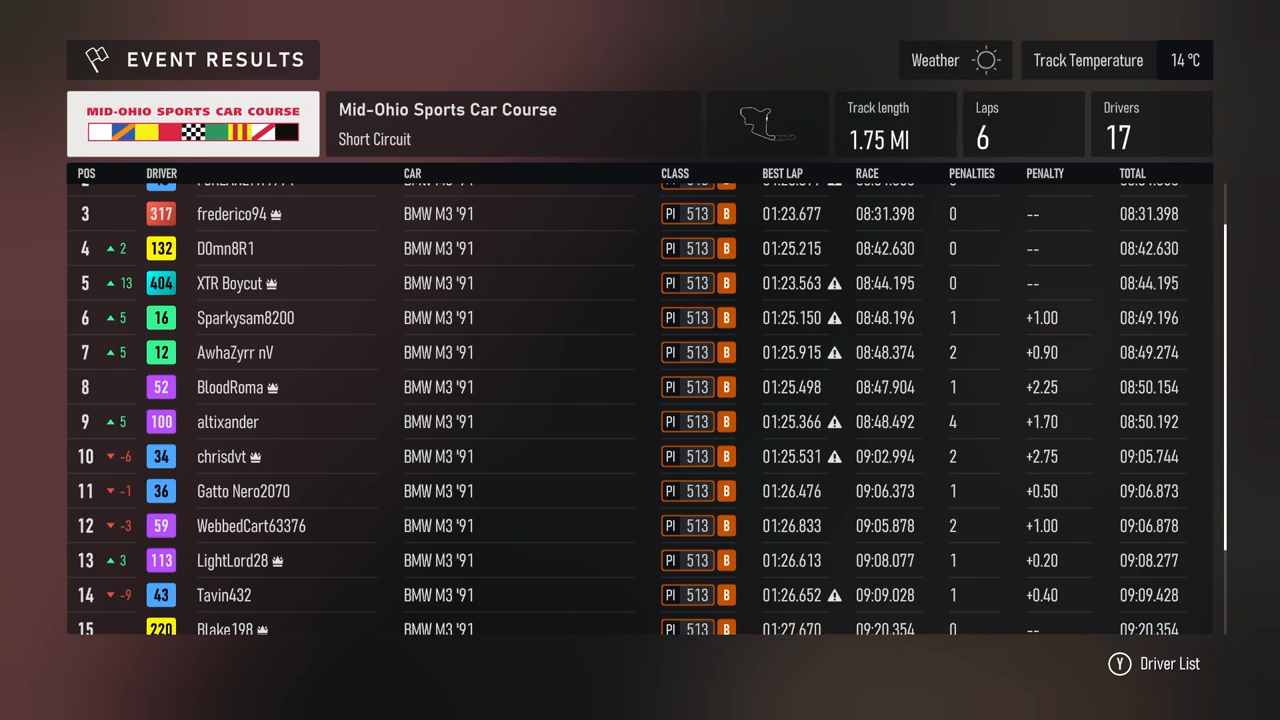 EVENT RESULTS
Weather
Track Temperature 14 ºC
MID-OHIO SPORTS CAR COURSE
Mid-Ohio Sports Car Course
Short Circuit
Track length
1.75 MI
Laps
6
Drivers
17
POS DRIVER CAR CLASS BEST LAP RACE PENALTIES PENALTY TOTAL
3 317 frederico94 BMW M3 '91 PI 513 B 01:23.677 08:31.398 0 -- 08:31.398
4 2 132 D0mn8R1 BMW M3 '91 PI 513 B 01:25.215 08:42.630 0 -- 08:42.630
5 13 404 XTR Boycut BMW M3 '91 PI 513 B 01:23.563 08:44.195 0 -- 08:44.195
6 5 16 Sparkysam8200 BMW M3 '91 PI 513 B 01:25.150 08:48.196 1 +1.00 08:49.196
7 5 12 AwhaZyrr nV BMW M3 '91 PI 513 B 01:25.915 08:48.374 2 +0.90 08:49.274
8 52 BloodRoma BMW M3 '91 PI 513 B 01:25.498 08:47.904 1 +2.25 08:50.154
9 5 100 altixander BMW M3 '91 PI 513 B 01:25.366 08:48.492 4 +1.70 08:50.192
10 -6 34 chrisdvt BMW M3 '91 PI 513 B 01:25.531 09:02.994 2 +2.75 09:05.744
11 -1 36 Gatto Nero2070 BMW M3 '91 PI 513 B 01:26.476 09:06.373 1 +0.50 09:06.873
12 -3 59 WebbedCart63376 BMW M3 '91 PI 513 B 01:26.833 09:05.878 2 +1.00 09:06.878
13 3 113 LightLord28 BMW M3 '91 PI 513 B 01:26.613 09:08.077 1 +0.20 09:08.277
14 -9 43 Tavin432 BMW M3 '91 PI 513 B 01:26.652 09:09.028 1 +0.40 09:09.428
15 220 Blake198 BMW M3 '91 PI 513 B 01:27.670 09:20.354 0 -- 09:20.354
Y Driver List